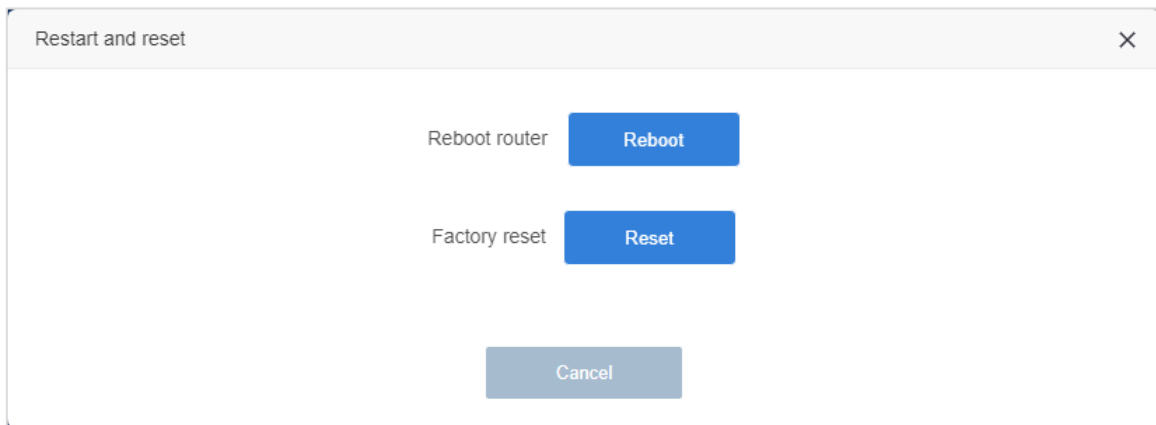 Restart and reset
Reboot router Reboot
Factory reset Reset
Cancel